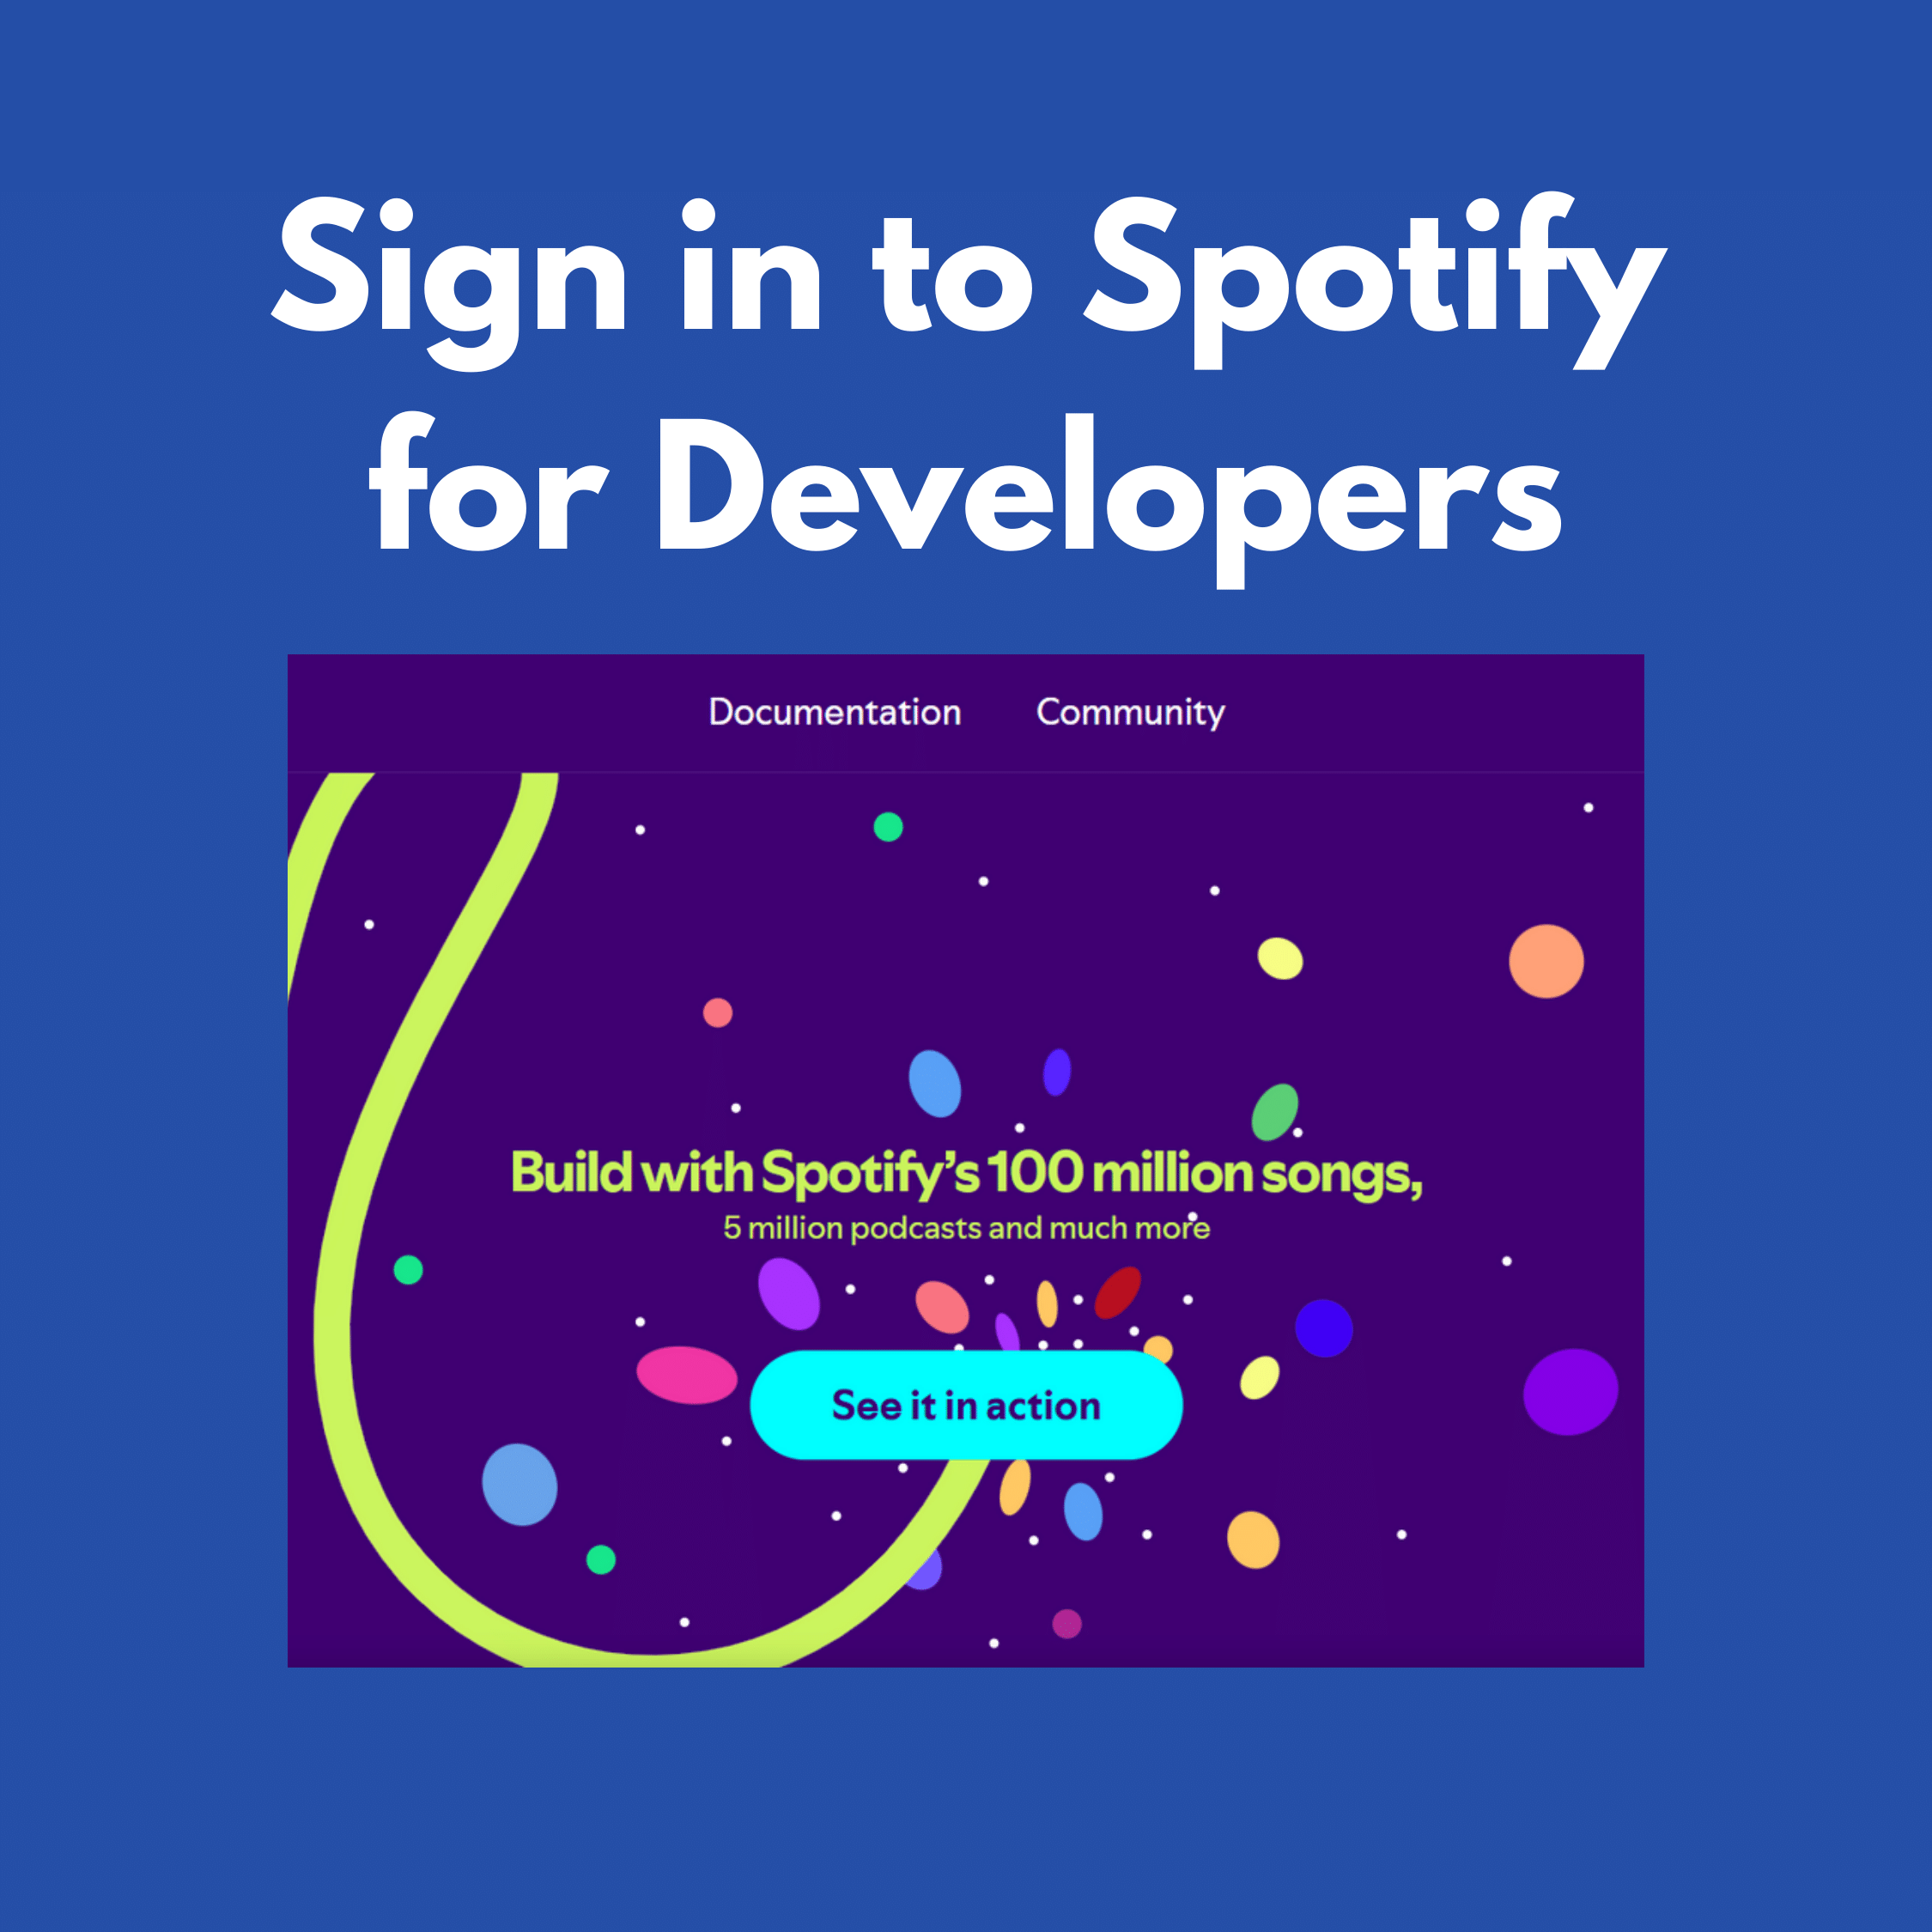 Sign in to Spotify
for Developers
Documentation Community
Build with Spotify’s 100 million songs,
5 million podcasts and much more
See it in action